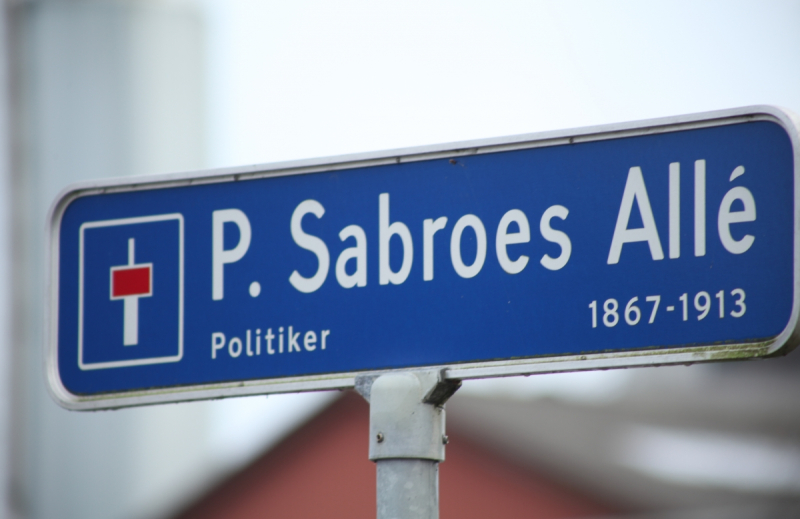 P. Sabroes Allé
Politiker
1867-1913